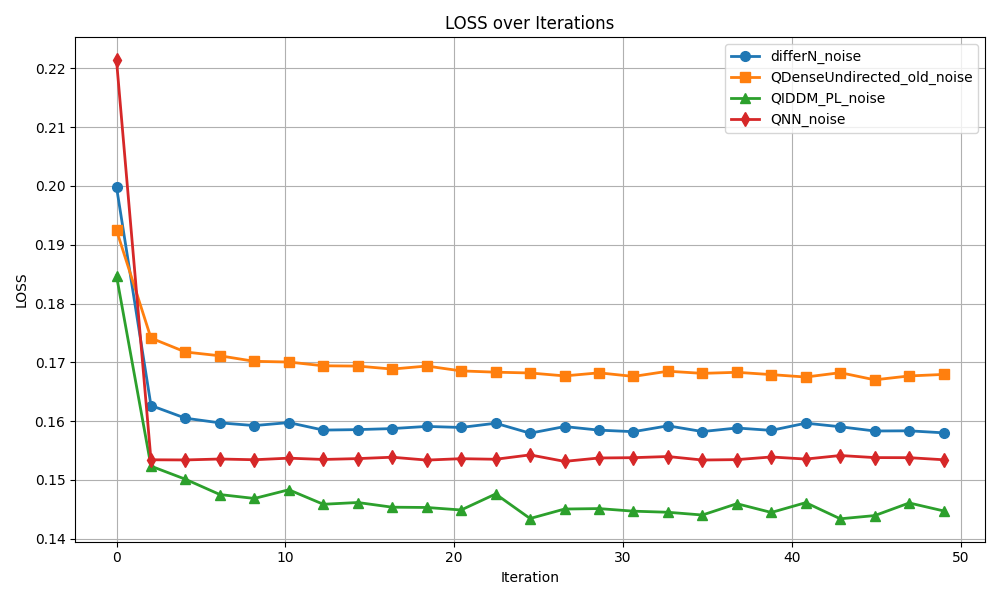 LOSS over Iterations
differN_noise
QDenseUndirected_old_noise
QIDDM_PL_noise
QNN_noise
LOSS
0.22
0.21
0.20
0.19
0.18
0.17
0.16
0.15
0.14
0 10 20 30 40 50
Iteration